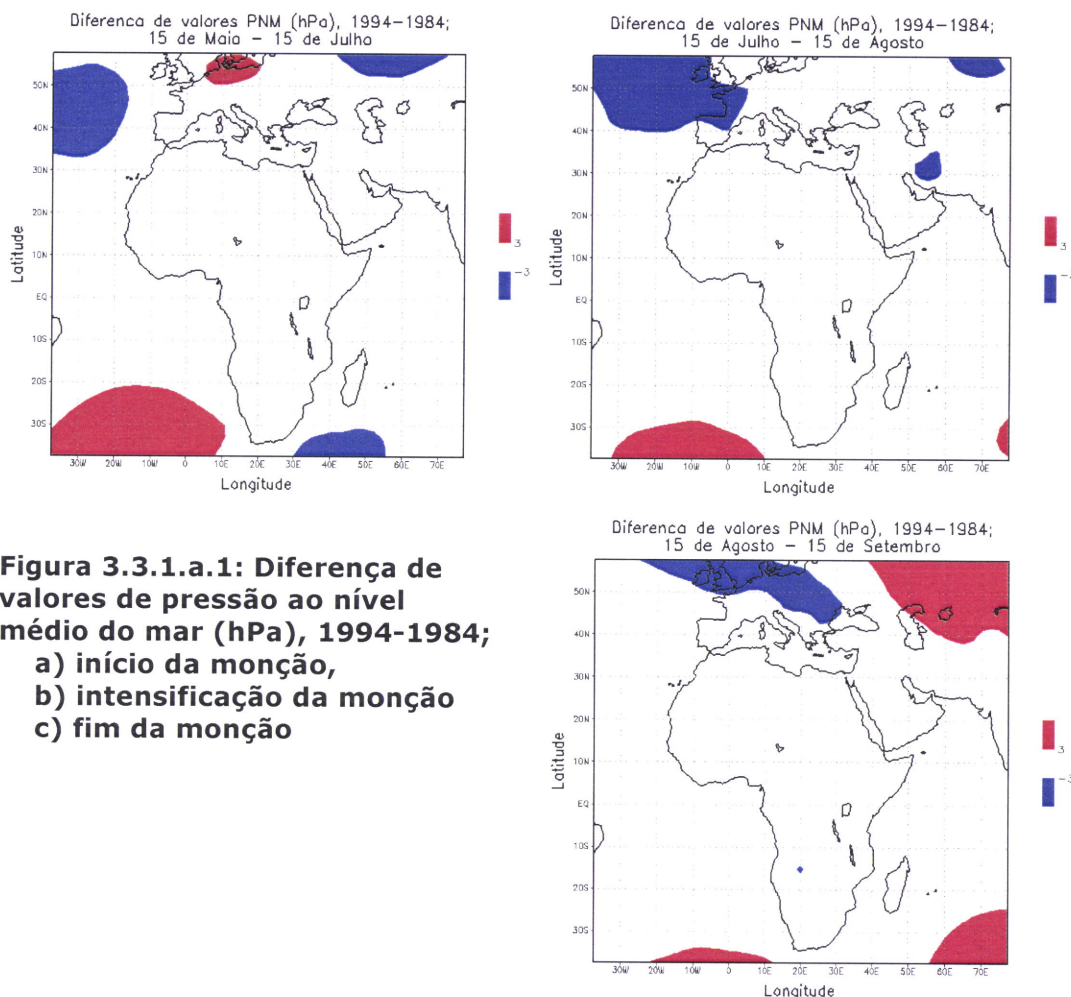 Diferenca de valores PNM (hPa), 1994−1984;
15 de Maio − 15 de Julho
50N
40N
30N
20N
10N
EQ
10S
20S
30S
Latitude
30W 20W 10W 0 10E 20E 30E 40E 50E 60E 70E
Longitude
3
−3
Diferenca de valores PNM (hPa), 1994−1984;
15 de Julho − 15 de Agosto
50N
40N
30N
20N
10N
EQ
10S
20S
30S
Latitude
30W 20W 10W 0 10E 20E 30E 40E 50E 60E 70E
Longitude
3
Figura 3.3.1.a.1: Diferença de
valores de pressão ao nível
médio do mar (hPa), 1994-1984;
a) início da monção,
b) intensificação da monção
c) fim da monção
Diferenca de valores PNM (hPa), 1994−1984;
15 de Agosto − 15 de Setembro
50N
40N
30N
20N
10N
EQ
10S
20S
30S
Latitude
30W 20W 10W 0 10E 20E 30E 40E 50E 60E 70E
Longitude
3
−3